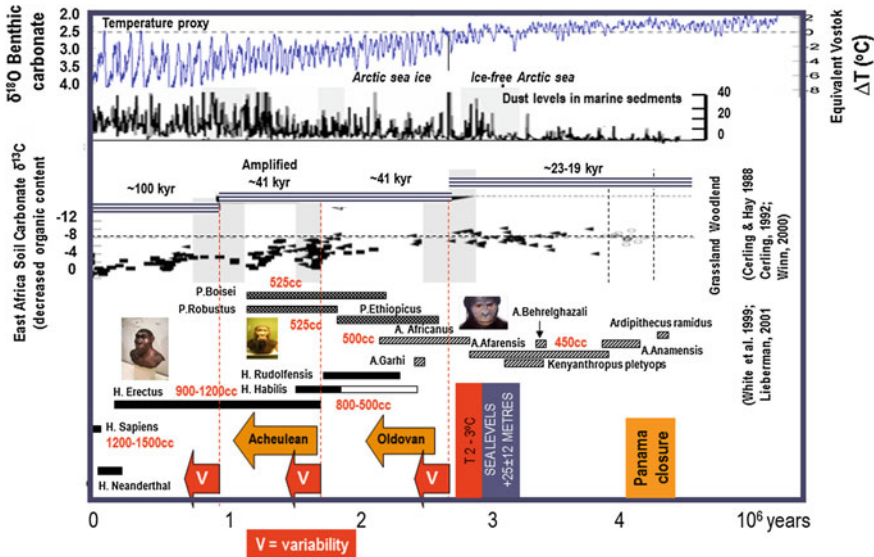 δ18O Benthic
carbonate
2.0
2.5
3.0
3.5
4.0
Temperature proxy
2
0
-2
-4
-6
-8
Equivalent Vostok
ΔT (ºC)
Arctic sea ice
Ice-free Arctic sea
Dust levels in marine sediments
40
20
0
East Africa Soil Carbonate δ13C
(decreased organic content)
Amplified
~100 kyr
~41 kyr
~41 kyr
~23-19 kyr
-12
-8
-4
0
Grassland Woodlend
(Cerling & Hay 1988
Cerling, 1992;
Winn, 2000)
525cc
P.Boisei
P.Robustus
525cc
P.Ethiopicus
500cc
A. Africanus
A.Behrelghazali
A.Afarensis
450cc
Ardipithecus ramidus
A.Anamensis
Kenyanthropus pletyops
A.Garhi
H. Rudolfensis
H. Habilis
H. Erectus
900-1200cc
800-500cc
(White et al. 1999;
Lieberman, 2001
H. Sapiens
1200-1500cc
H. Neanderthal
Acheulean
Oldovan
V
V
V
T 2 - 3ºC
SEA LEVELS
+25±12 METRES
Panama
closure
0
1
2
3
4
10⁶ years
V = variability